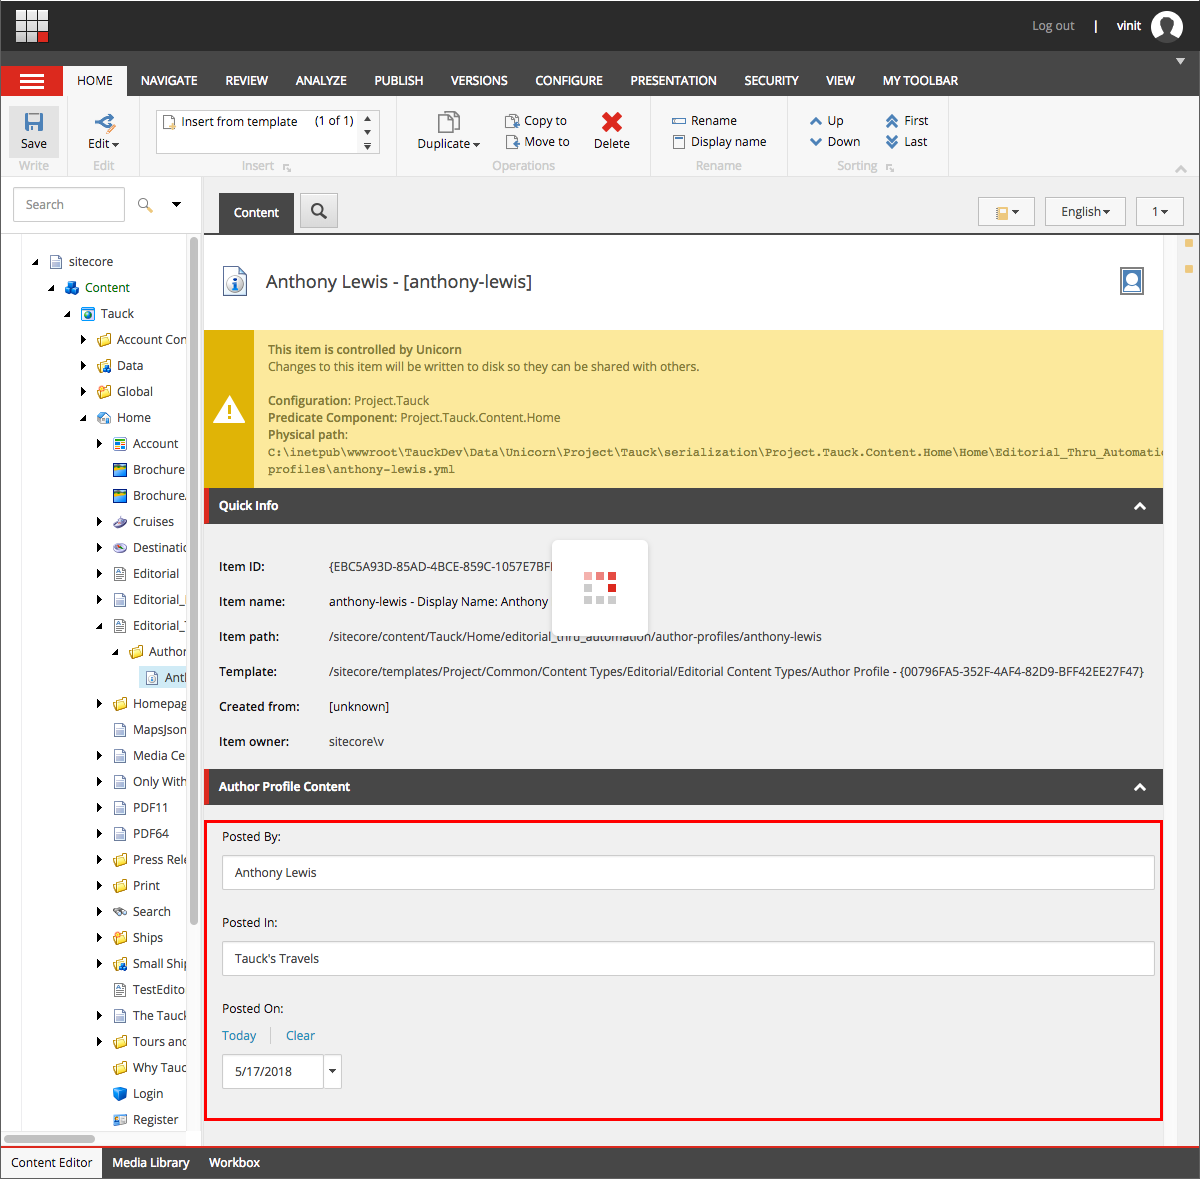 Log out | vinit
HOME NAVIGATE REVIEW ANALYZE PUBLISH VERSIONS CONFIGURE PRESENTATION SECURITY VIEW MY TOOLBAR
Save
Write
Edit
Edit
Insert from template (1 of 1)
Insert
Duplicate
Copy to
Move to
Delete
Operations
Rename
Display name
Rename
Up
Down
First
Last
Sorting
Search
Content
English
1
sitecore
Content
Tauck
Account Con
Data
Global
Home
Account
Brochure
Brochure
Cruises
Destinatio
Editorial
Editorial_
Editorial_
Author
Anth
Homepag
MapsJson
Media Ce
Only With
PDF11
PDF64
Press Rele
Print
Search
Ships
Small Ship
TestEdito
The Tauck
Tours and
Why Tauc
Login
Register
Anthony Lewis - [anthony-lewis]
This item is controlled by Unicorn
Changes to this item will be written to disk so they can be shared with others.
Configuration: Project.Tauck
Predicate Component: Project.Tauck.Content.Home
Physical path:
C:\inetpub\wwwroot\TauckDev\Data\Unicorn\Project\Tauck\serialization\Project.Tauck.Content.Home\Home\Editorial_Thru_Automatio
profiles\anthony-lewis.yml
Quick Info
Item ID: {EBC5A93D-85AD-4BCE-859C-1057E7BF
Item name: anthony-lewis - Display Name: Anthony
Item path: /sitecore/content/Tauck/Home/editorial_thru_automation/author-profiles/anthony-lewis
Template: /sitecore/templates/Project/Common/Content Types/Editorial/Editorial Content Types/Author Profile - {00796FA5-352F-4AF4-82D9-BFF42EE27F47}
Created from: [unknown]
Item owner: sitecore\v
Author Profile Content
Posted By:
Anthony Lewis
Posted In:
Tauck's Travels
Posted On:
Today Clear
5/17/2018
Content Editor Media Library Workbox